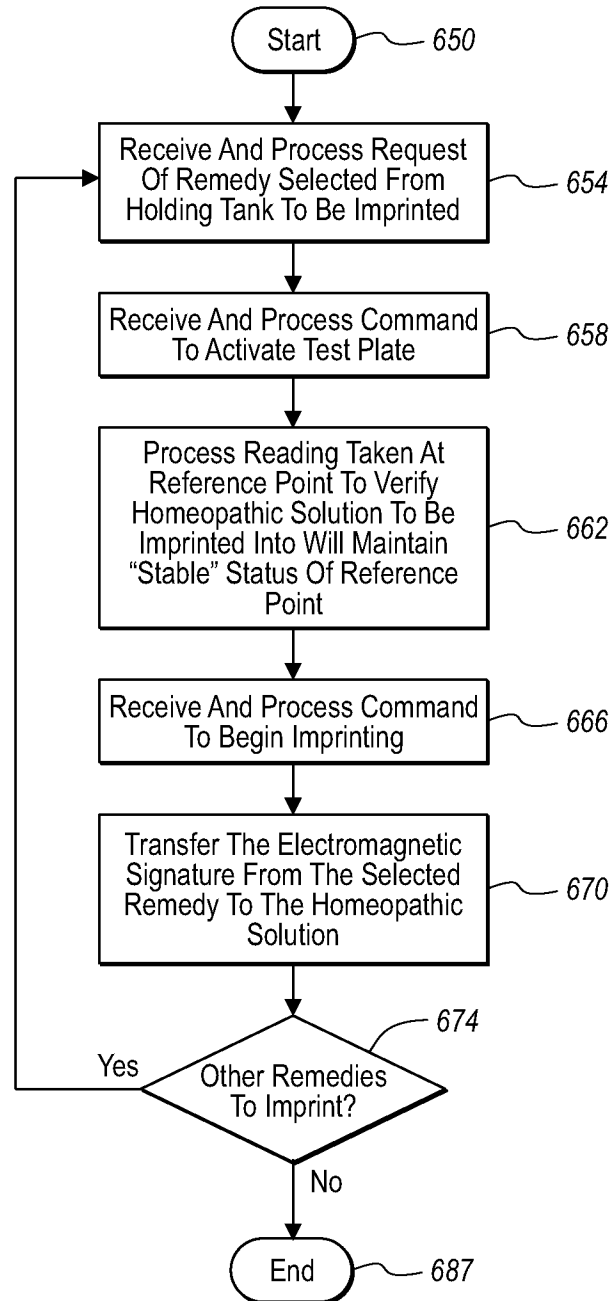 Start
650
Receive And Process Request
Of Remedy Selected From
Holding Tank To Be Imprinted
654
Receive And Process Command
To Activate Test Plate
658
Process Reading Taken At
Reference Point To Verify
Homeopathic Solution To Be
Imprinted Into Will Maintain
“Stable” Status Of Reference
Point
662
Receive And Process Command
To Begin Imprinting
666
Transfer The Electromagnetic
Signature From The Selected
Remedy To The Homeopathic
Solution
670
674
Yes
Other Remedies
To Imprint?
No
End
687